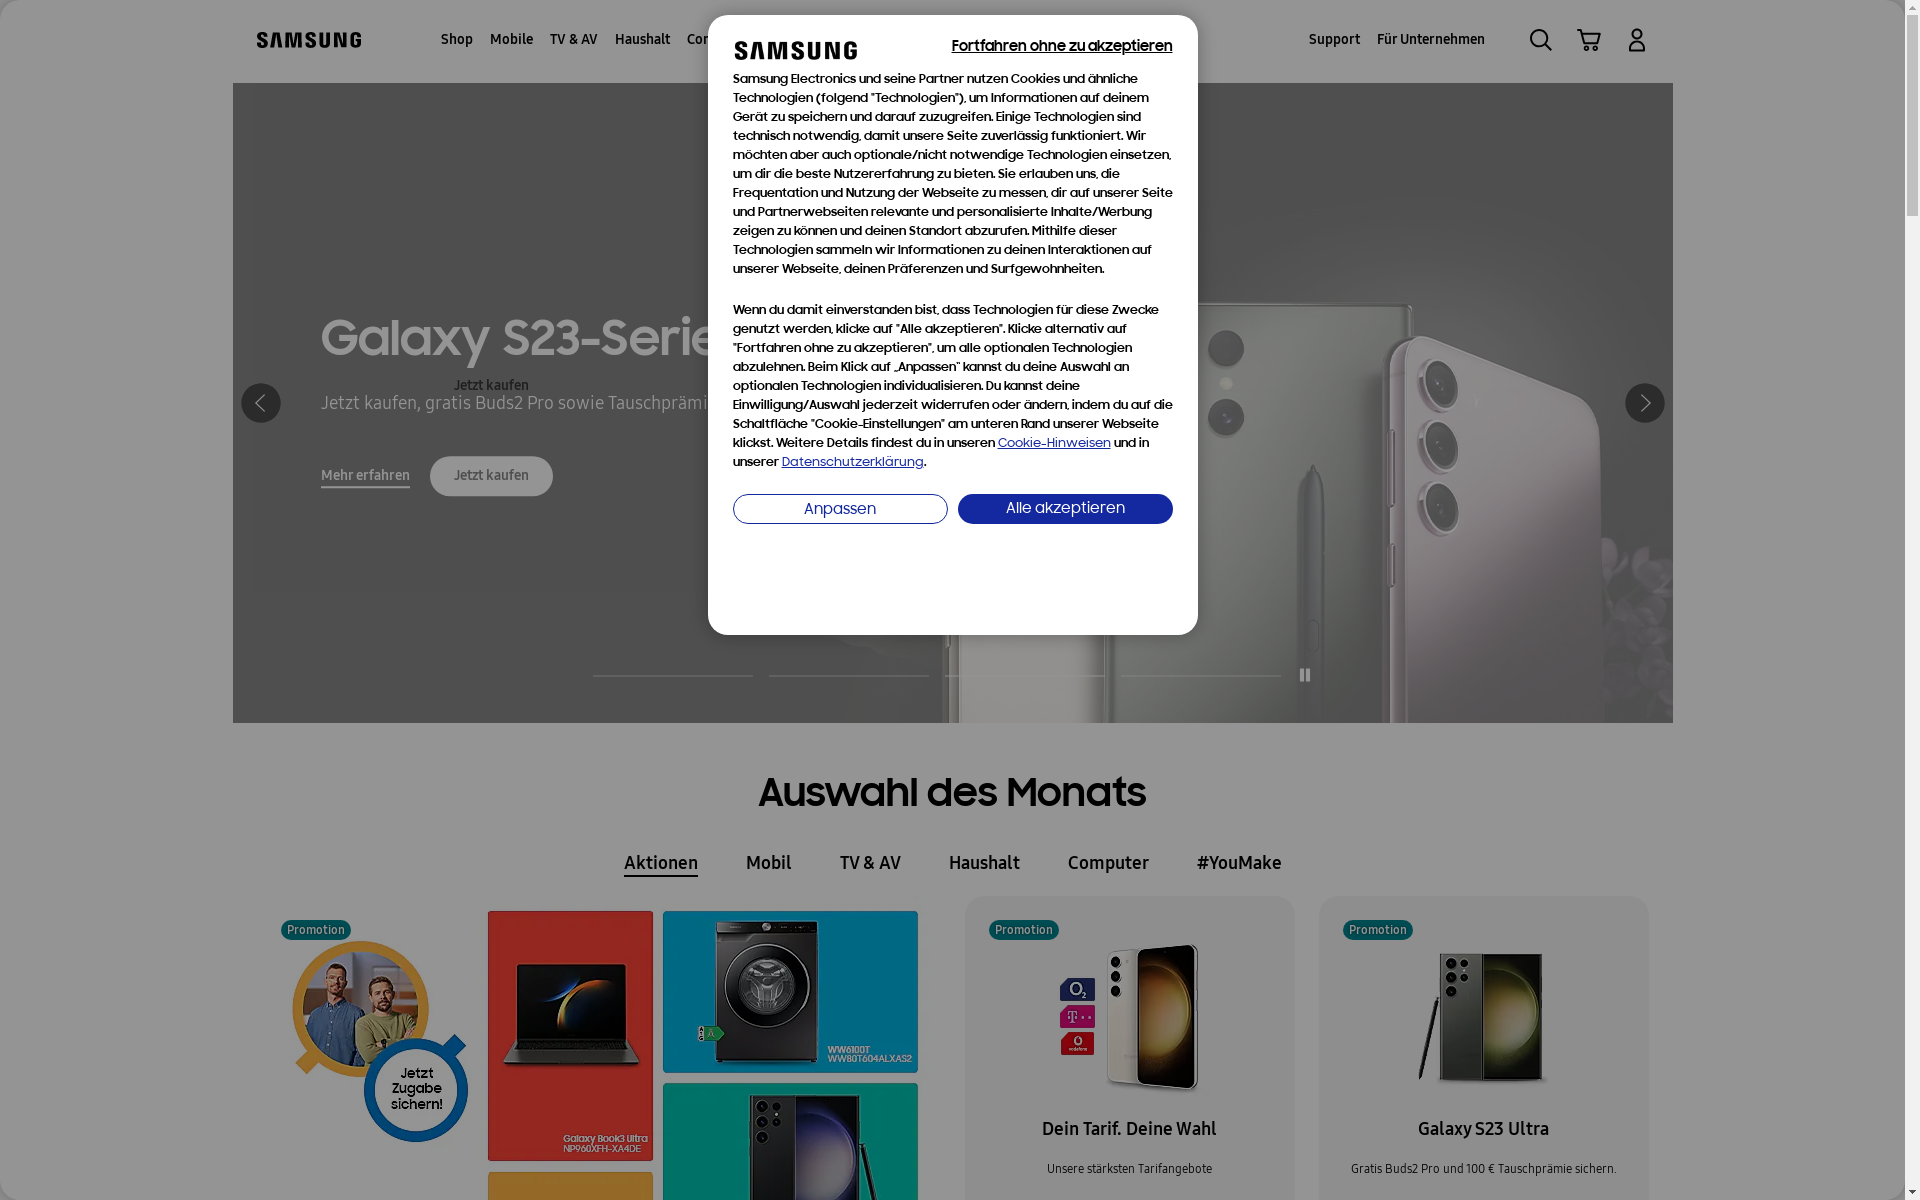 SAMSUNG
Shop Mobile TV & AV Haushalt
Support Für Unternehmen
SAMSUNG
Fortfahren ohne zu akzeptieren
Samsung Electronics und seine Partner nutzen Cookies und ähnliche
Technologien (folgend "Technologien"), um Informationen auf deinem
Gerät zu speichern und darauf zuzugreifen. Einige Technologien sind
technisch notwendig, damit unsere Seite zuverlässig funktioniert. Wir
möchten aber auch optionale/nicht notwendige Technologien einsetzen,
um dir die beste Nutzererfahrung zu bieten. Sie erlauben uns, die
Frequentation und Nutzung der Webseite zu messen, dir auf unserer Seite
und Partnerwebseiten relevante und personalisierte Inhalte/Werbung
zeigen zu können und deinen Standort abzurufen. Mithilfe dieser
Technologien sammeln wir Informationen zu deinen Interaktionen auf
unserer Webseite, deinen Präferenzen und Surfgewohnheiten.
Wenn du damit einverstanden bist, dass Technologien für diese Zwecke
genutzt werden, klicke auf "Alle akzeptieren". Klicke alternativ auf
"Fortfahren ohne zu akzeptieren", um alle optionalen Technologien
abzulehnen. Beim Klick auf „Anpassen“ kannst du deine Auswahl an
optionalen Technologien individualisieren. Du kannst deine
Einwilligung/Auswahl jederzeit widerrufen oder ändern, indem du auf die
Schaltfläche "Cookie-Einstellungen" am unteren Rand unserer Webseite
klickst. Weitere Details findest du in unseren Cookie-Hinweisen und in
unserer Datenschutzerklärung.
Anpassen
Alle akzeptieren
Galaxy S23-Serie
Jetzt kaufen
Jetzt kaufen, gratis Buds2 Pro sowie Tauschprämi
Mehr erfahren
Jetzt kaufen
Auswahl des Monats
Aktionen Mobil TV & AV Haushalt Computer #YouMake
Promotion
Jetzt
Zugabe
sichern!
Galaxy Book3 Ultra
NP960XFH-XA4DE
WW6100T
WW80T604ALXAS2
Promotion
O2
T
vodafone
Dein Tarif. Deine Wahl
Unsere stärksten Tarifangebote
Promotion
Galaxy S23 Ultra
Gratis Buds2 Pro und 100 € Tauschprämie sichern.